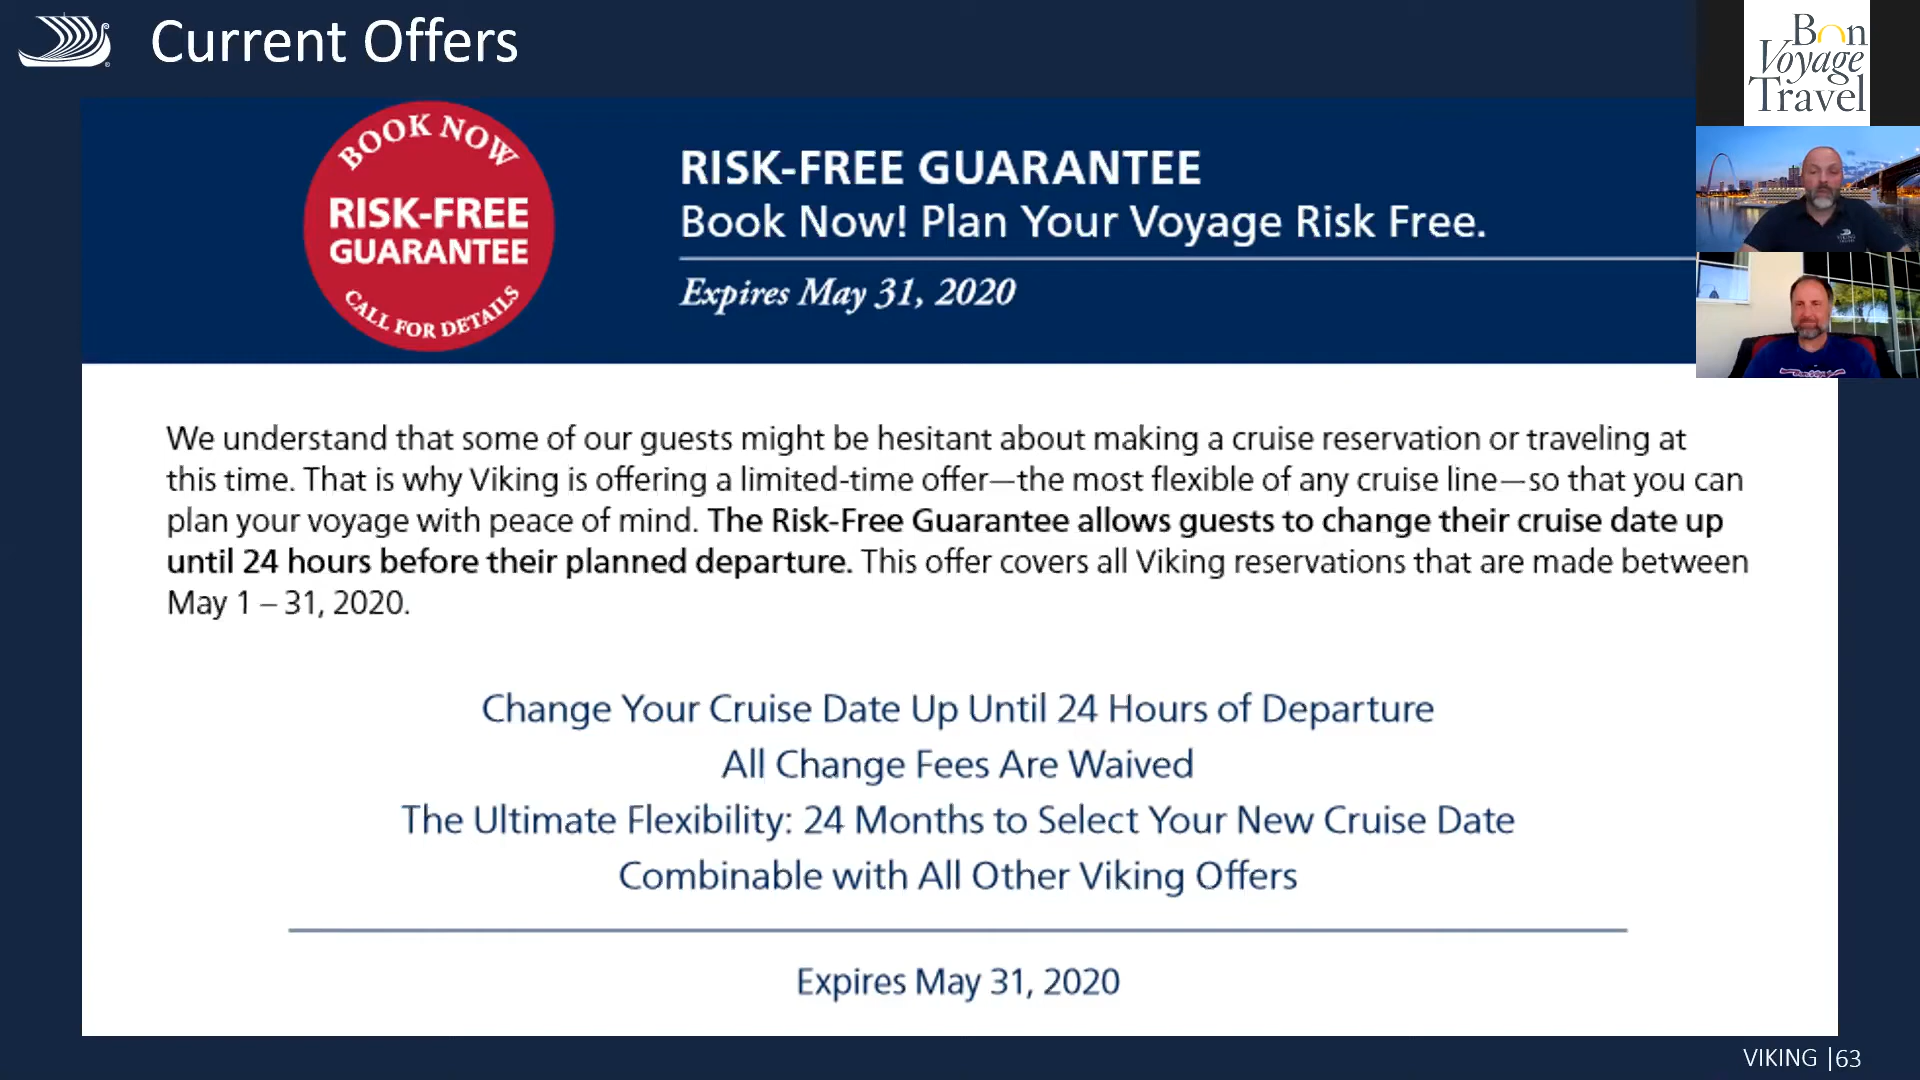 Current Offers
Bon
Voyage
Travel
BOOK NOW
RISK-FREE
GUARANTEE
CALL FOR DETAILS
RISK-FREE GUARANTEE
Book Now! Plan Your Voyage Risk Free.
Expires May 31, 2020
We understand that some of our guests might be hesitant about making a cruise reservation or traveling at
this time. That is why Viking is offering a limited-time offer—the most flexible of any cruise line—so that you can
plan your voyage with peace of mind. The Risk-Free Guarantee allows guests to change their cruise date up
until 24 hours before their planned departure. This offer covers all Viking reservations that are made between
May 1 – 31, 2020.
Change Your Cruise Date Up Until 24 Hours of Departure
All Change Fees Are Waived
The Ultimate Flexibility: 24 Months to Select Your New Cruise Date
Combinable with All Other Viking Offers
Expires May 31, 2020
VIKING |63